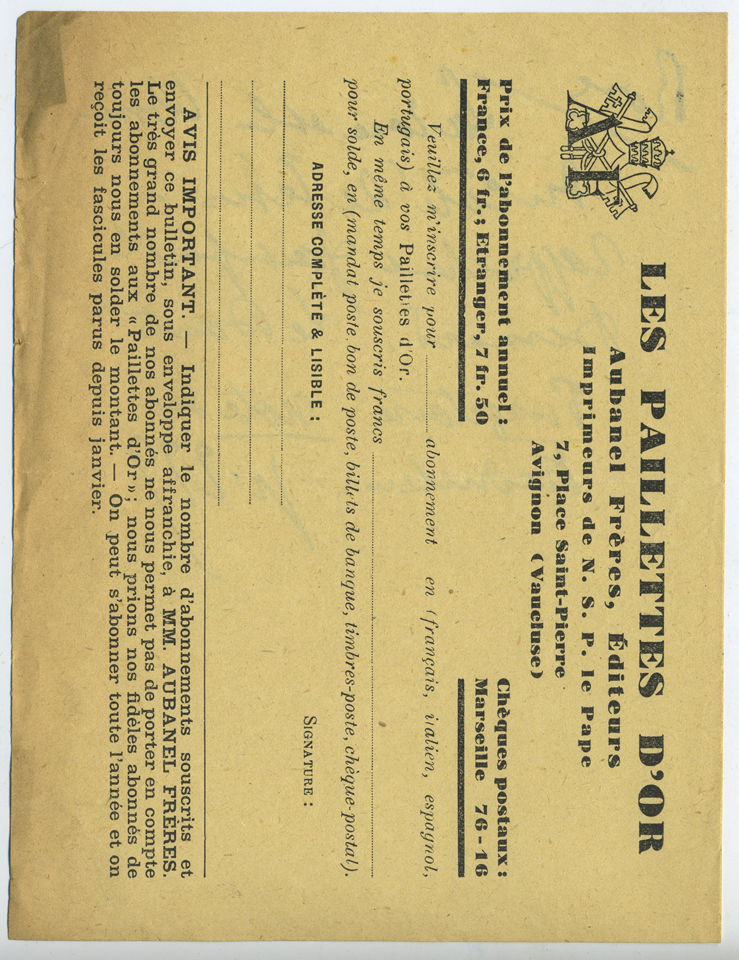 LES PAILLETTES D'OR
Aubanel Frères, Éditeurs
Imprimeurs de N. S. P. le Pape
7, Place Saint-Pierre
Avignon (Vaucluse)
Prix de l'abonnement annuel :
France, 6 fr. ; Etranger, 7 fr. 50
Chèques postaux :
Marseille 76-16
Veuillez m'inscrire pour abonnement en (français, italien, espagnol,
portugais) à vos Paillettes d'Or.
En même temps je souscris francs
pour solde, en (mandat poste, bon de poste, billets de banque, timbres-poste, chèque-postal).
ADRESSE COMPLÈTE & LISIBLE :
SIGNATURE :
AVIS IMPORTANT. — Indiquer le nombre d'abonnements souscrits et
envoyer ce bulletin, sous enveloppe affranchie, à MM. AUBANEL FRÈRES.
Le très grand nombre de nos abonnés ne nous permet pas de porter en compte
les abonnements aux « Paillettes d'Or » ; nous prions nos fidèles abonnés de
toujours nous en solder le montant. — On peut s'abonner toute l'année et on
reçoit les fascicules parus depuis janvier.